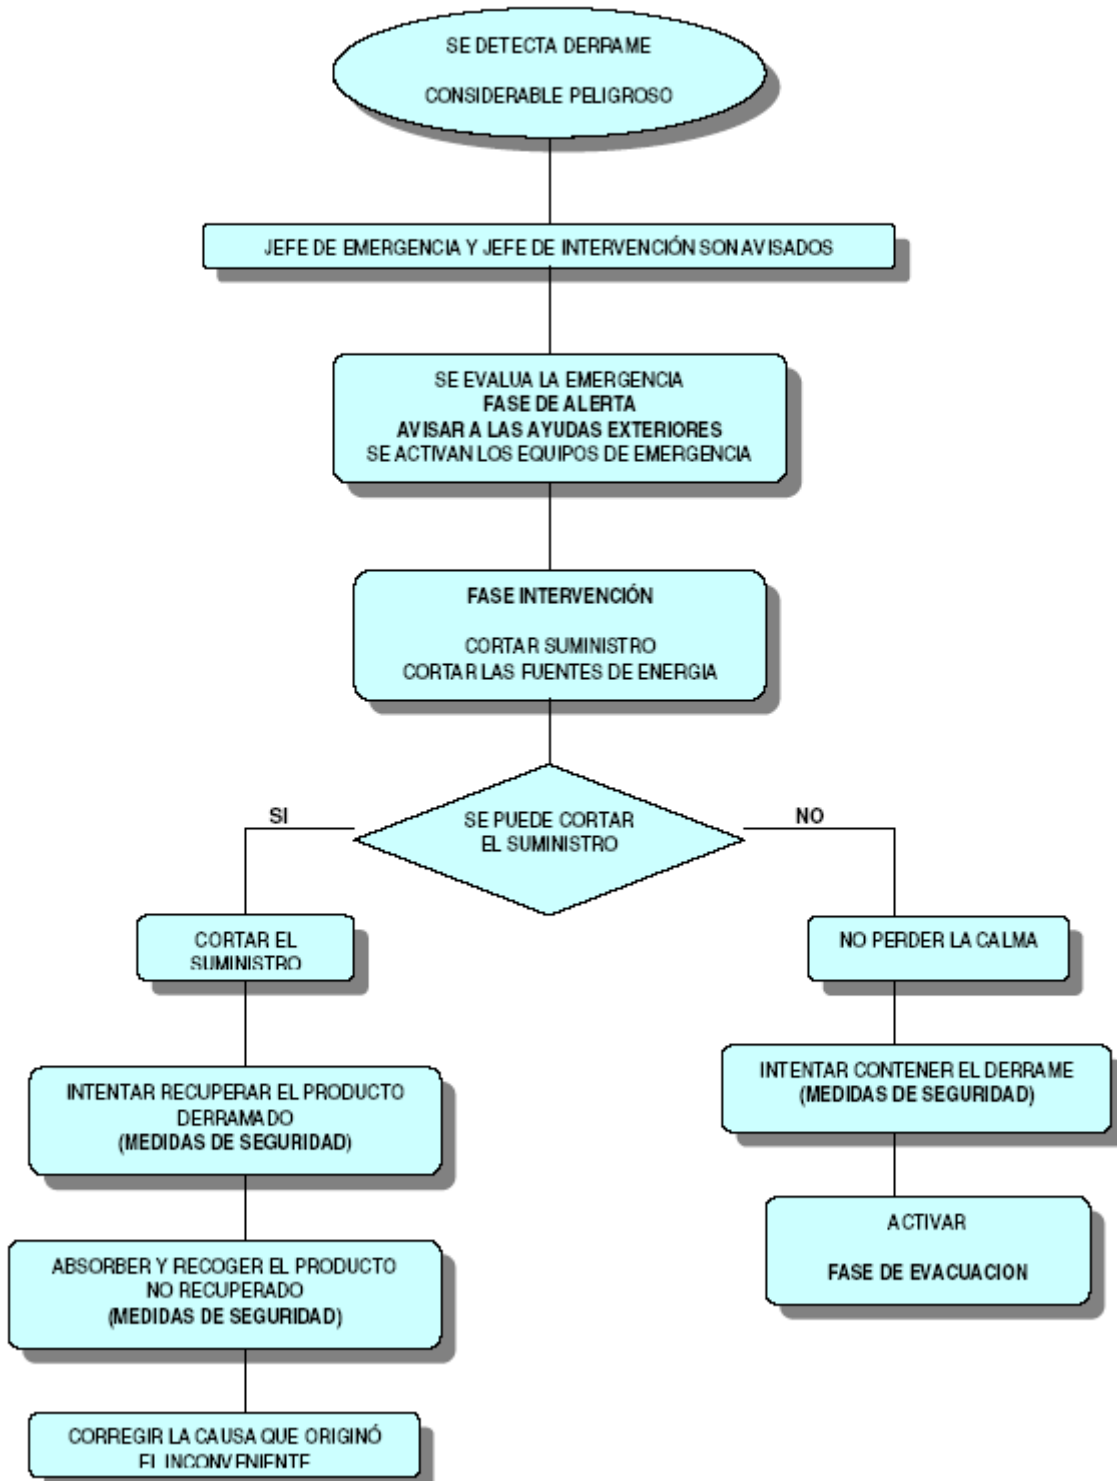 SE DETECTA DERRAME
CONSIDERABLE PELIGROSO
JEFE DE EMERGENCIA Y JEFE DE INTERVENCIÓN SON AVISADOS
SE EVALUA LA EMERGENCIA
FASE DE ALERTA
AVISAR A LAS AYUDAS EXTERIORES
SE ACTIVAN LOS EQUIPOS DE EMERGENCIA
FASE INTERVENCIÓN
CORTAR SUMINISTRO
CORTAR LAS FUENTES DE ENERGIA
SE PUEDE CORTAR
EL SUMINISTRO
SI
CORTAR EL
SUMINISTRO
INTENTAR RECUPERAR EL PRODUCTO
DERRAMADO
(MEDIDAS DE SEGURIDAD)
ABSORBER Y RECOGER EL PRODUCTO
NO RECUPERADO
(MEDIDAS DE SEGURIDAD)
CORREGIR LA CAUSA QUE ORIGINÓ
EL INCONVENIENTE
NO
NO PERDER LA CALMA
INTENTAR CONTENER EL DERRAME
(MEDIDAS DE SEGURIDAD)
ACTIVAR
FASE DE EVACUACION